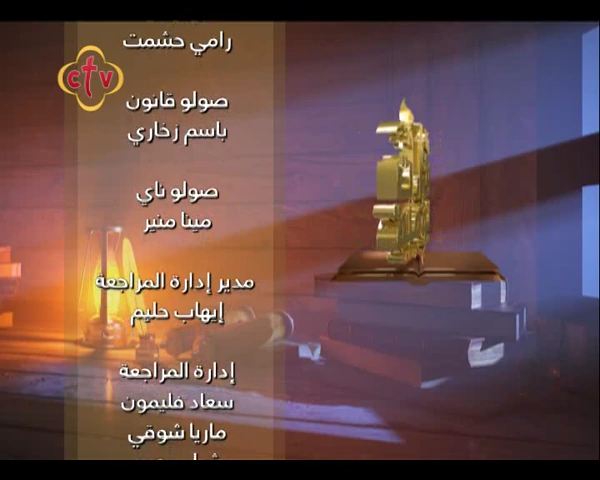 رامي حشمت
ctv
صولو قانون
باسم زخاري
صولو ناي
مينا منير
مدير إدارة المراجعة
إيهاب حليم
إدارة المراجعة
سعاد فليمون
ماريا شوقي